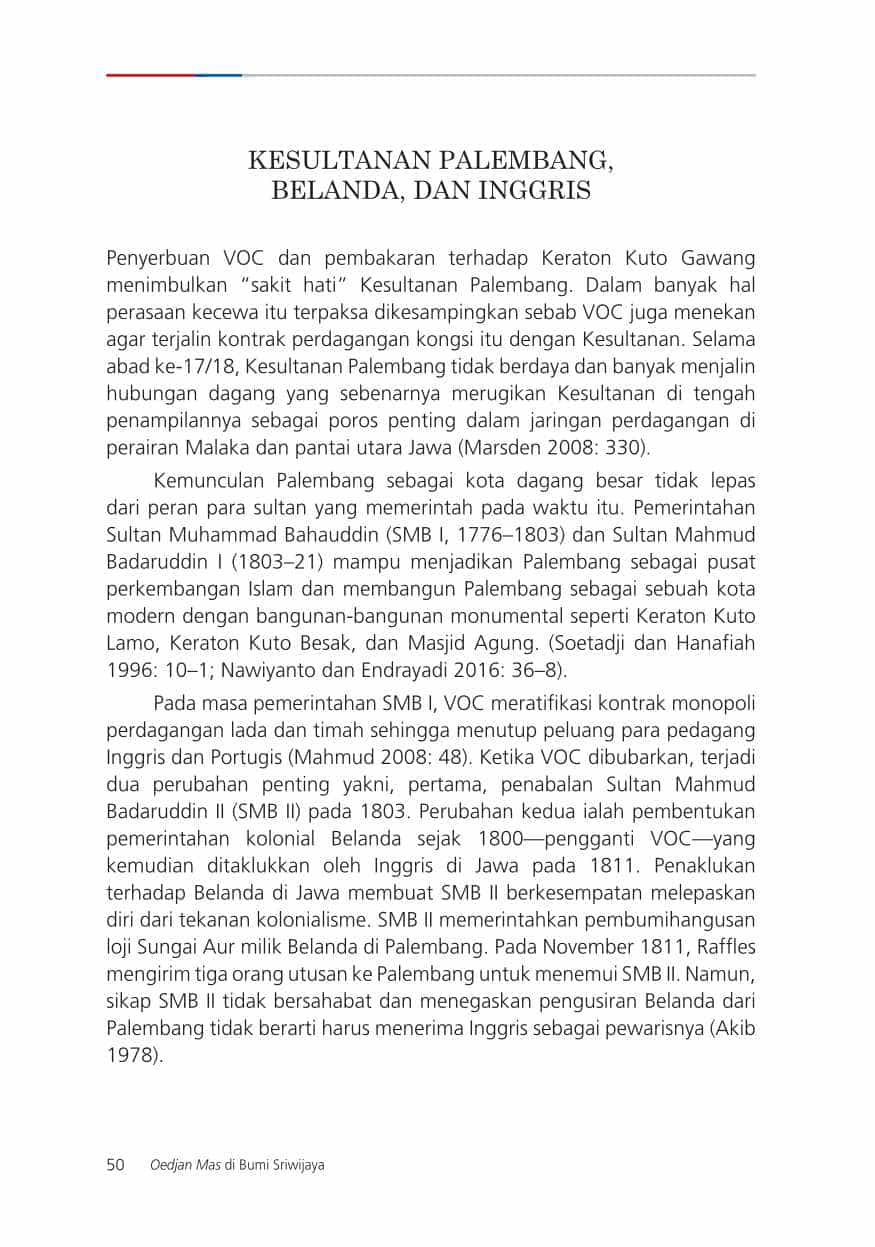 KESULTANAN PALEMBANG,
BELANDA, DAN INGGRIS
Penyerbuan VOC dan pembakaran terhadap Keraton Kuto Gawang
menimbulkan “sakit hati” Kesultanan Palembang. Dalam banyak hal
perasaan kecewa itu terpaksa dikesampingkan sebab VOC juga menekan
agar terjalin kontrak perdagangan kongsi itu dengan Kesultanan. Selama
abad ke-17/18, Kesultanan Palembang tidak berdaya dan banyak menjalin
hubungan dagang yang sebenarnya merugikan Kesultanan di tengah
penampilannya sebagai poros penting dalam jaringan perdagangan di
perairan Malaka dan pantai utara Jawa (Marsden 2008: 330).
Kemunculan Palembang sebagai kota dagang besar tidak lepas
dari peran para sultan yang memerintah pada waktu itu. Pemerintahan
Sultan Muhammad Bahauddin (SMB I, 1776–1803) dan Sultan Mahmud
Badaruddin I (1803–21) mampu menjadikan Palembang sebagai pusat
perkembangan Islam dan membangun Palembang sebagai sebuah kota
modern dengan bangunan-bangunan monumental seperti Keraton Kuto
Lamo, Keraton Kuto Besak, dan Masjid Agung. (Soetadji dan Hanafiah
1996: 10–1; Nawiyanto dan Endrayadi 2016: 36–8).
Pada masa pemerintahan SMB I, VOC meratifikasi kontrak monopoli
perdagangan lada dan timah sehingga menutup peluang para pedagang
Inggris dan Portugis (Mahmud 2008: 48). Ketika VOC dibubarkan, terjadi
dua perubahan penting yakni, pertama, penabalan Sultan Mahmud
Badaruddin II (SMB II) pada 1803. Perubahan kedua ialah pembentukan
pemerintahan kolonial Belanda sejak 1800—pengganti VOC—yang
kemudian ditaklukkan oleh Inggris di Jawa pada 1811. Penaklukan
terhadap Belanda di Jawa membuat SMB II berkesempatan melepaskan
diri dari tekanan kolonialisme. SMB II memerintahkan pembumihangusan
loji Sungai Aur milik Belanda di Palembang. Pada November 1811, Raffles
mengirim tiga orang utusan ke Palembang untuk menemui SMB II. Namun,
sikap SMB II tidak bersahabat dan menegaskan pengusiran Belanda dari
Palembang tidak berarti harus menerima Inggris sebagai pewarisnya (Akib
1978).
50 Oedjan Mas di Bumi Sriwijaya